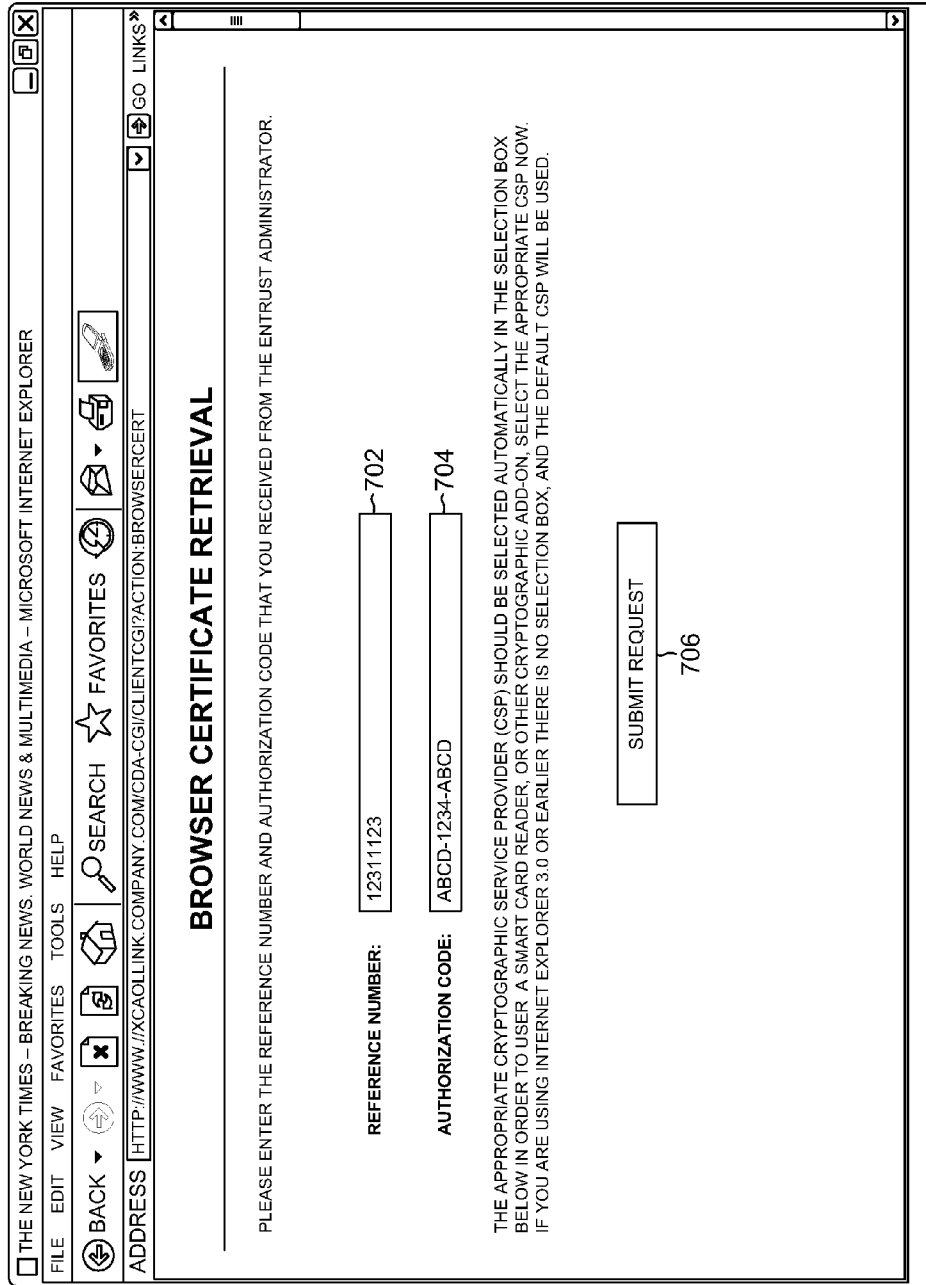 THE NEW YORK TIMES – BREAKING NEWS. WORLD NEWS & MULTIMEDIA – MICROSOFT INTERNET EXPLORER
FILE EDIT VIEW FAVORITES TOOLS HELP
BACK SEARCH FAVORITES
ADDRESS HTTP://WWW.//XCAOLLINK.COMPANY.COM/CDA-CGI/CLIENTCGI?ACTION:BROWSERCERT GO LINKS»
BROWSER CERTIFICATE RETRIEVAL
PLEASE ENTER THE REFERENCE NUMBER AND AUTHORIZATION CODE THAT YOU RECEIVED FROM THE ENTRUST ADMINISTRATOR.
REFERENCE NUMBER: 12311123 702
AUTHORIZATION CODE: ABCD-1234-ABCD 704
THE APPROPRIATE CRYPTOGRAPHIC SERVICE PROVIDER (CSP) SHOULD BE SELECTED AUTOMATICALLY IN THE SELECTION BOX
BELOW IN ORDER TO USER A SMART CARD READER, OR OTHER CRYPTOGRAPHIC ADD-ON, SELECT THE APPROPRIATE CSP NOW.
IF YOU ARE USING INTERNET EXPLORER 3.0 OR EARLIER THERE IS NO SELECTION BOX, AND THE DEFAULT CSP WILL BE USED.
SUBMIT REQUEST
706